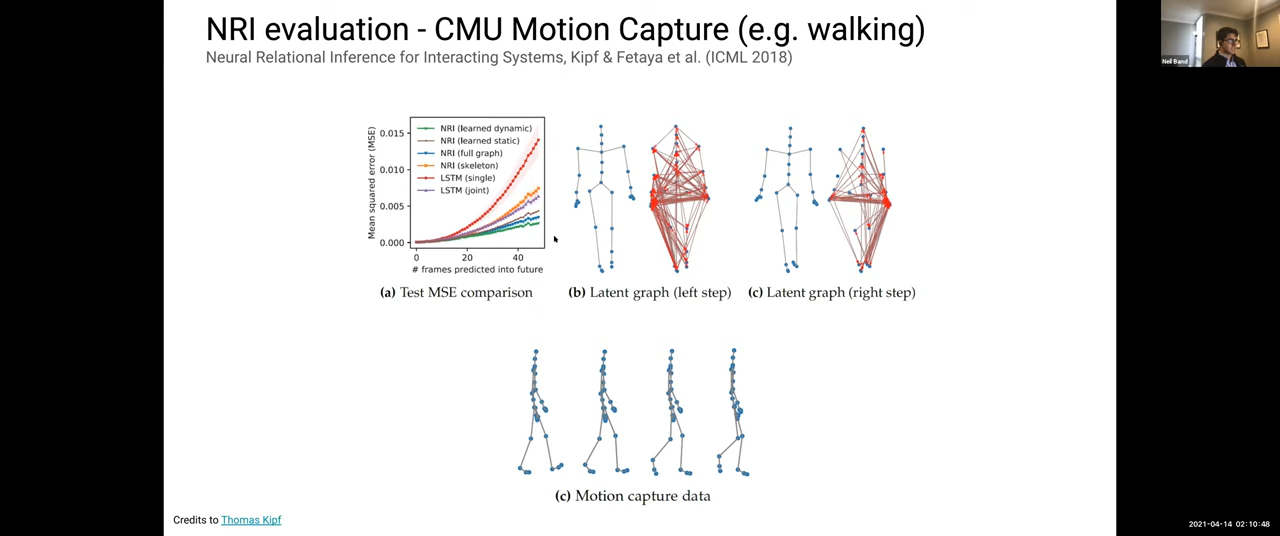 NRI evaluation - CMU Motion Capture (e.g. walking)
Neural Relational Inference for Interacting Systems, Kipf & Fetaya et al. (ICML 2018)
Neil Band
Mean squared error (MSE)
0.015
0.010
0.005
0.000
NRI (learned dynamic)
NRI (learned static)
NRI (full graph)
NRI (skeleton)
LSTM (single)
LSTM (joint)
0 20 40
# frames predicted into future
(a) Test MSE comparison
(b) Latent graph (left step)
(c) Latent graph (right step)
(c) Motion capture data
Credits to Thomas Kipf
2021-04-14 02:10:48